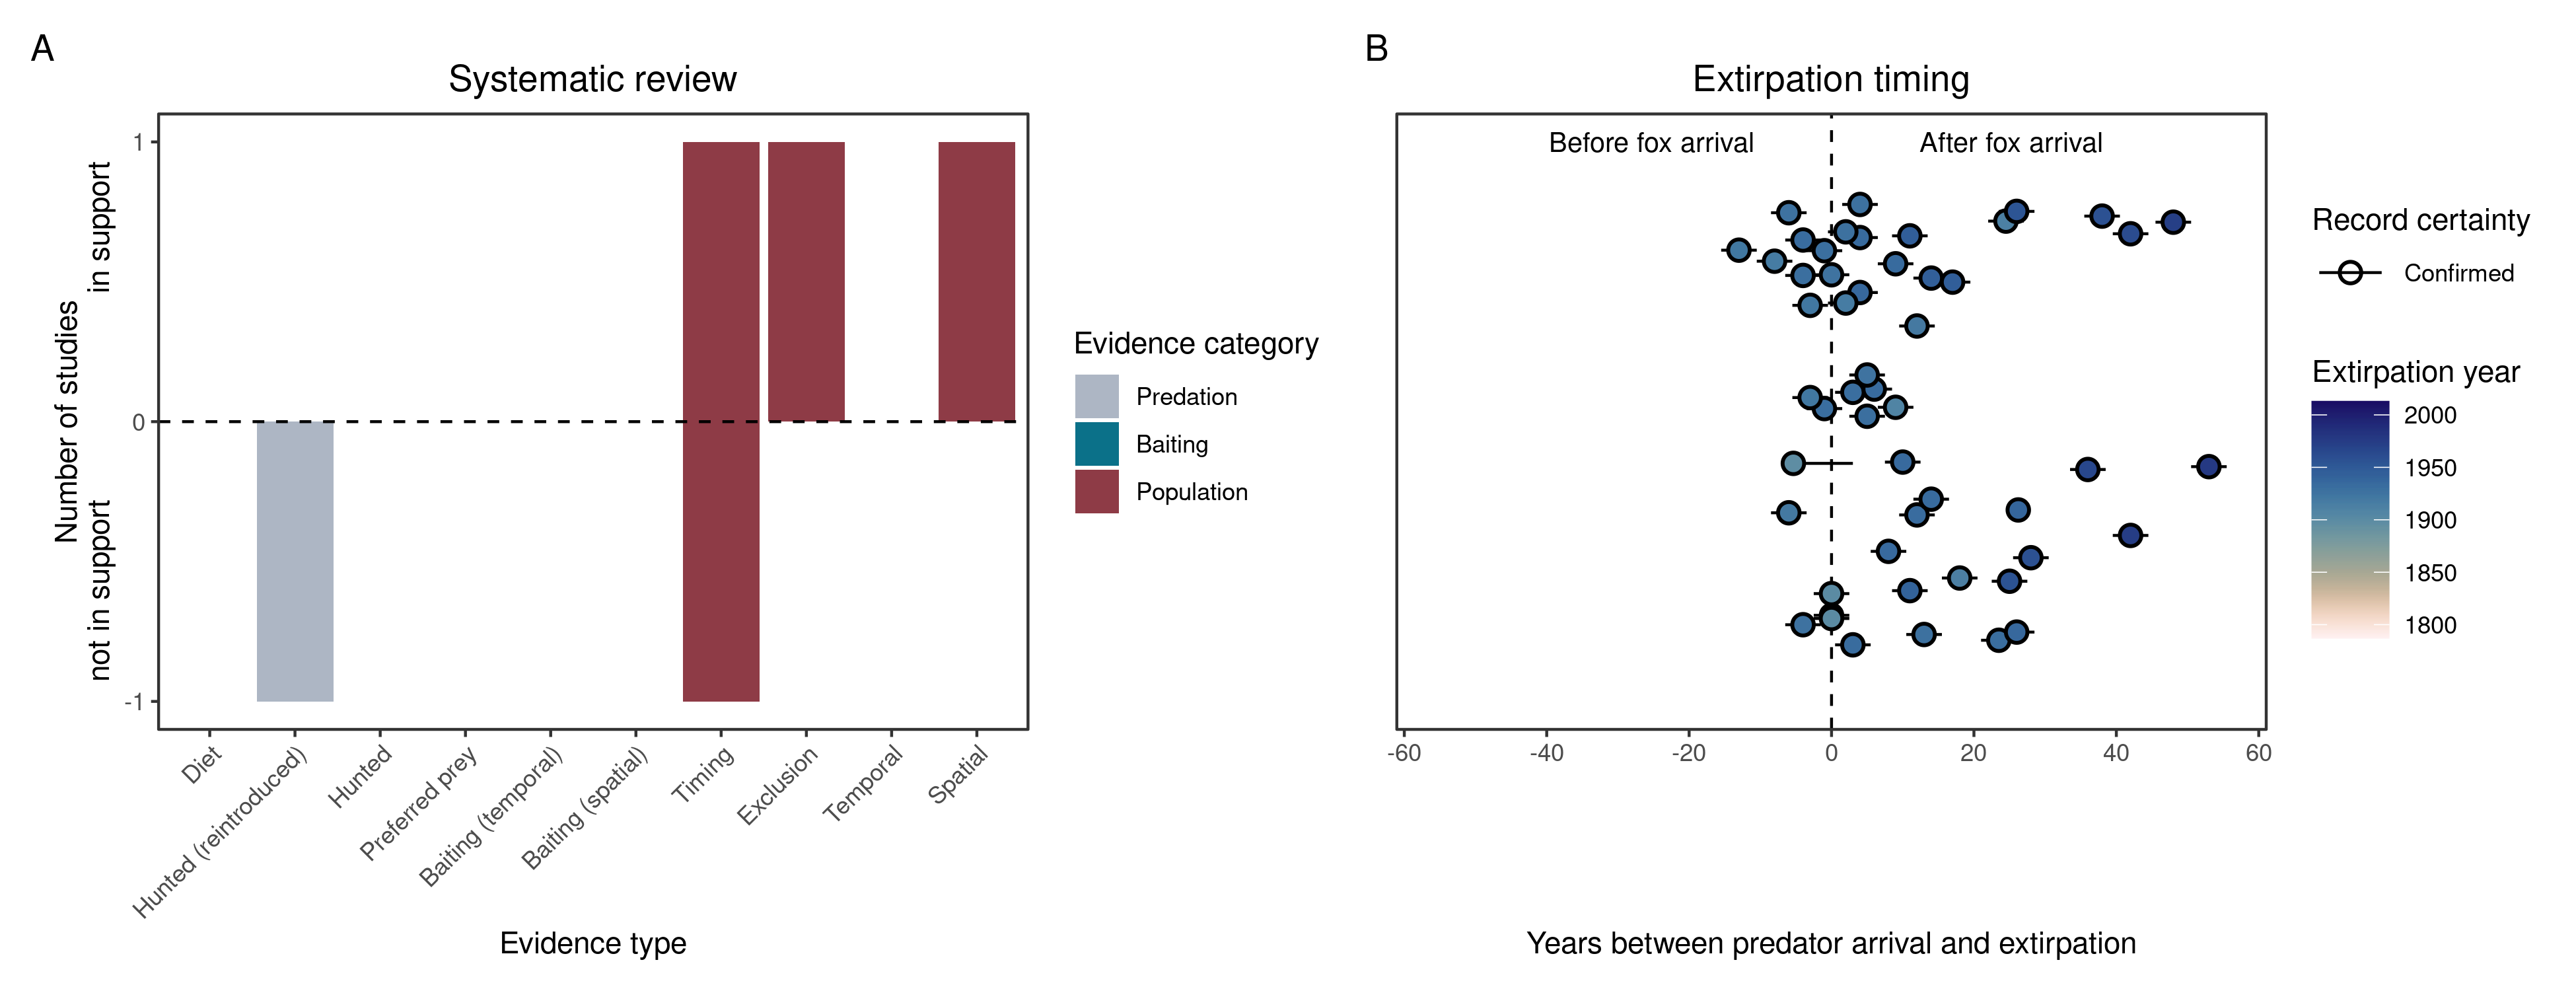 A
Systematic review
Number of studies
not in support
in support
1
0
-1
Diet
Hunted (reintroduced)
Hunted
Preferred prey
Baiting (temporal)
Baiting (spatial)
Timing
Exclusion
Temporal
Spatial
Evidence type
Evidence category
Predation
Baiting
Population
B
Extirpation timing
Before fox arrival
After fox arrival
-60
-40
-20
0
20
40
60
Years between predator arrival and extirpation
Record certainty
Confirmed
Extirpation year
2000
1950
1900
1850
1800